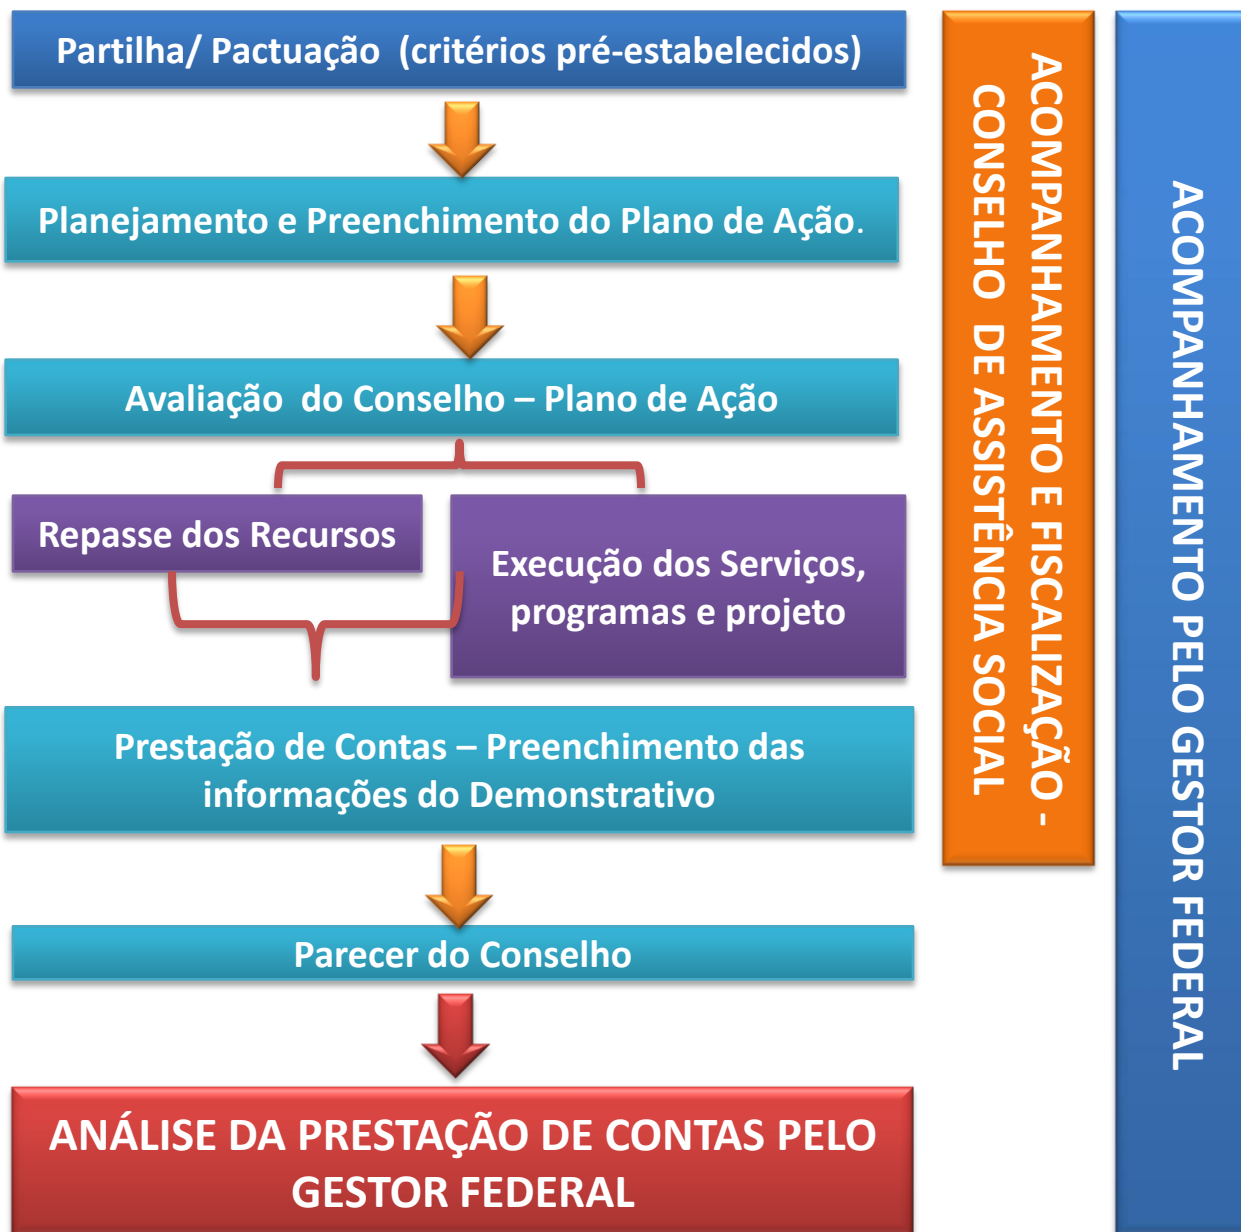 Partilha/ Pactuação  (critérios pré-estabelecidos)
Planejamento e Preenchimento do Plano de Ação.
Avaliação  do Conselho – Plano de Ação
Repasse dos Recursos
Execução dos Serviços,
programas e projeto
Prestação de Contas – Preenchimento das
informações do Demonstrativo
Parecer do Conselho
ANÁLISE DA PRESTAÇÃO DE CONTAS PELO
GESTOR FEDERAL
ACOMPANHAMENTO E FISCALIZAÇÃO -
CONSELHO  DE ASSISTÊNCIA SOCIAL
ACOMPANHAMENTO PELO GESTOR FEDERAL